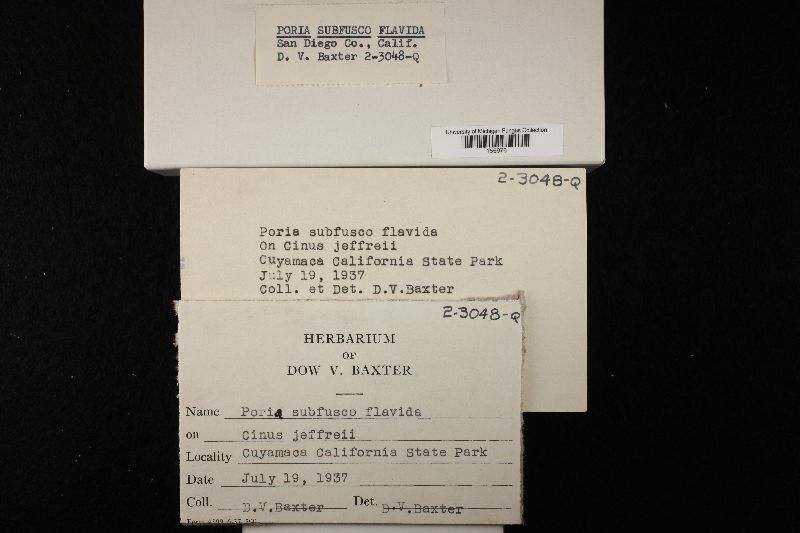 PORIA SUBFUSCO FLAVIDA
San Diego Co., Calif.
D. V. Baxter 2-3048-Q
University of Michigan Fungus Collection
2-3048-Q
Poria subfusco flavida
On Cinus jeffreii
Cuyamaca California State Park
July 19, 1937
Coll. et Det. D.V.Baxter
2-3048-Q
HERBARIUM
OF
DOW V. BAXTER
Name Poria subfusco flavida
on Cinus jeffreii
Locality Cuyamaca California State Park
Date July 19, 1937
Coll. D.V.Baxter Det. D.V.Baxter